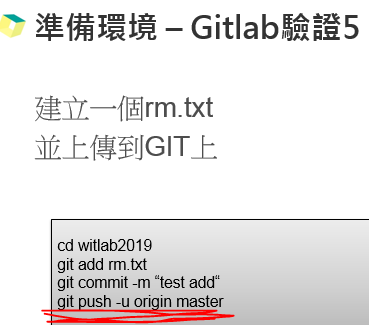 準備環境 – Gitlab驗證5
建立一個rm.txt
並上傳到GIT上
cd witlab2019
git add rm.txt
git commit -m “test add“
git push -u origin master